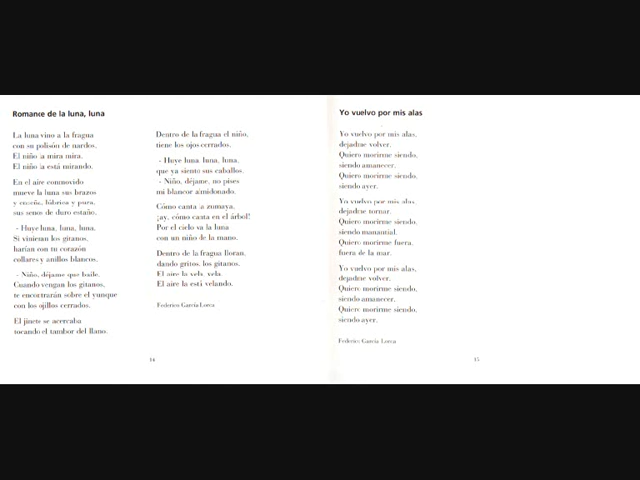 Romance de la luna, luna
La luna vino a la fragua
con su polisón de nardos.
El niño la mira mira.
El niño la está mirando.
En el aire conmovido
mueve la luna sus brazos
y enseña, lúbrica y pura,
sus senos de duro estaño.
- Huye luna, luna, luna.
Si vinieran los gitanos,
harían con tu corazón
collares y anillos blancos.
- Niño, déjame que baile.
Cuando vengan los gitanos,
te encontrarán sobre el yunque
con los ojillos cerrados.
El jinete se acercaba
tocando el tambor del llano.
Dentro de la fragua el niño,
tiene los ojos cerrados.
- Huye luna, luna, luna,
que ya siento sus caballos.
- Niño, déjame, no pises
mi blancor almidonado.
Cómo canta la zumaya,
¡ay, cómo canta en el árbol!
Por el cielo va la luna
con un niño de la mano.
Dentro de la fragua lloran,
dando gritos, los gitanos.
El aire la vela, vela.
El aire la está velando.
Federico García Lorca
14
Yo vuelvo por mis alas
Yo vuelvo por mis alas,
dejadme volver.
Quiero morirme siendo,
siendo amanecer.
Quiero morirme siendo,
siendo ayer.
Yo vuelvo por mis alas,
dejadme tornar.
Quiero morirme siendo,
siendo manantial.
Quiero morirme fuera,
fuera de la mar.
Yo vuelvo por mis alas,
dejadme volver.
Quiero morirme siendo,
siendo amanecer.
Quiero morirme siendo,
siendo ayer.
Federico García Lorca
15